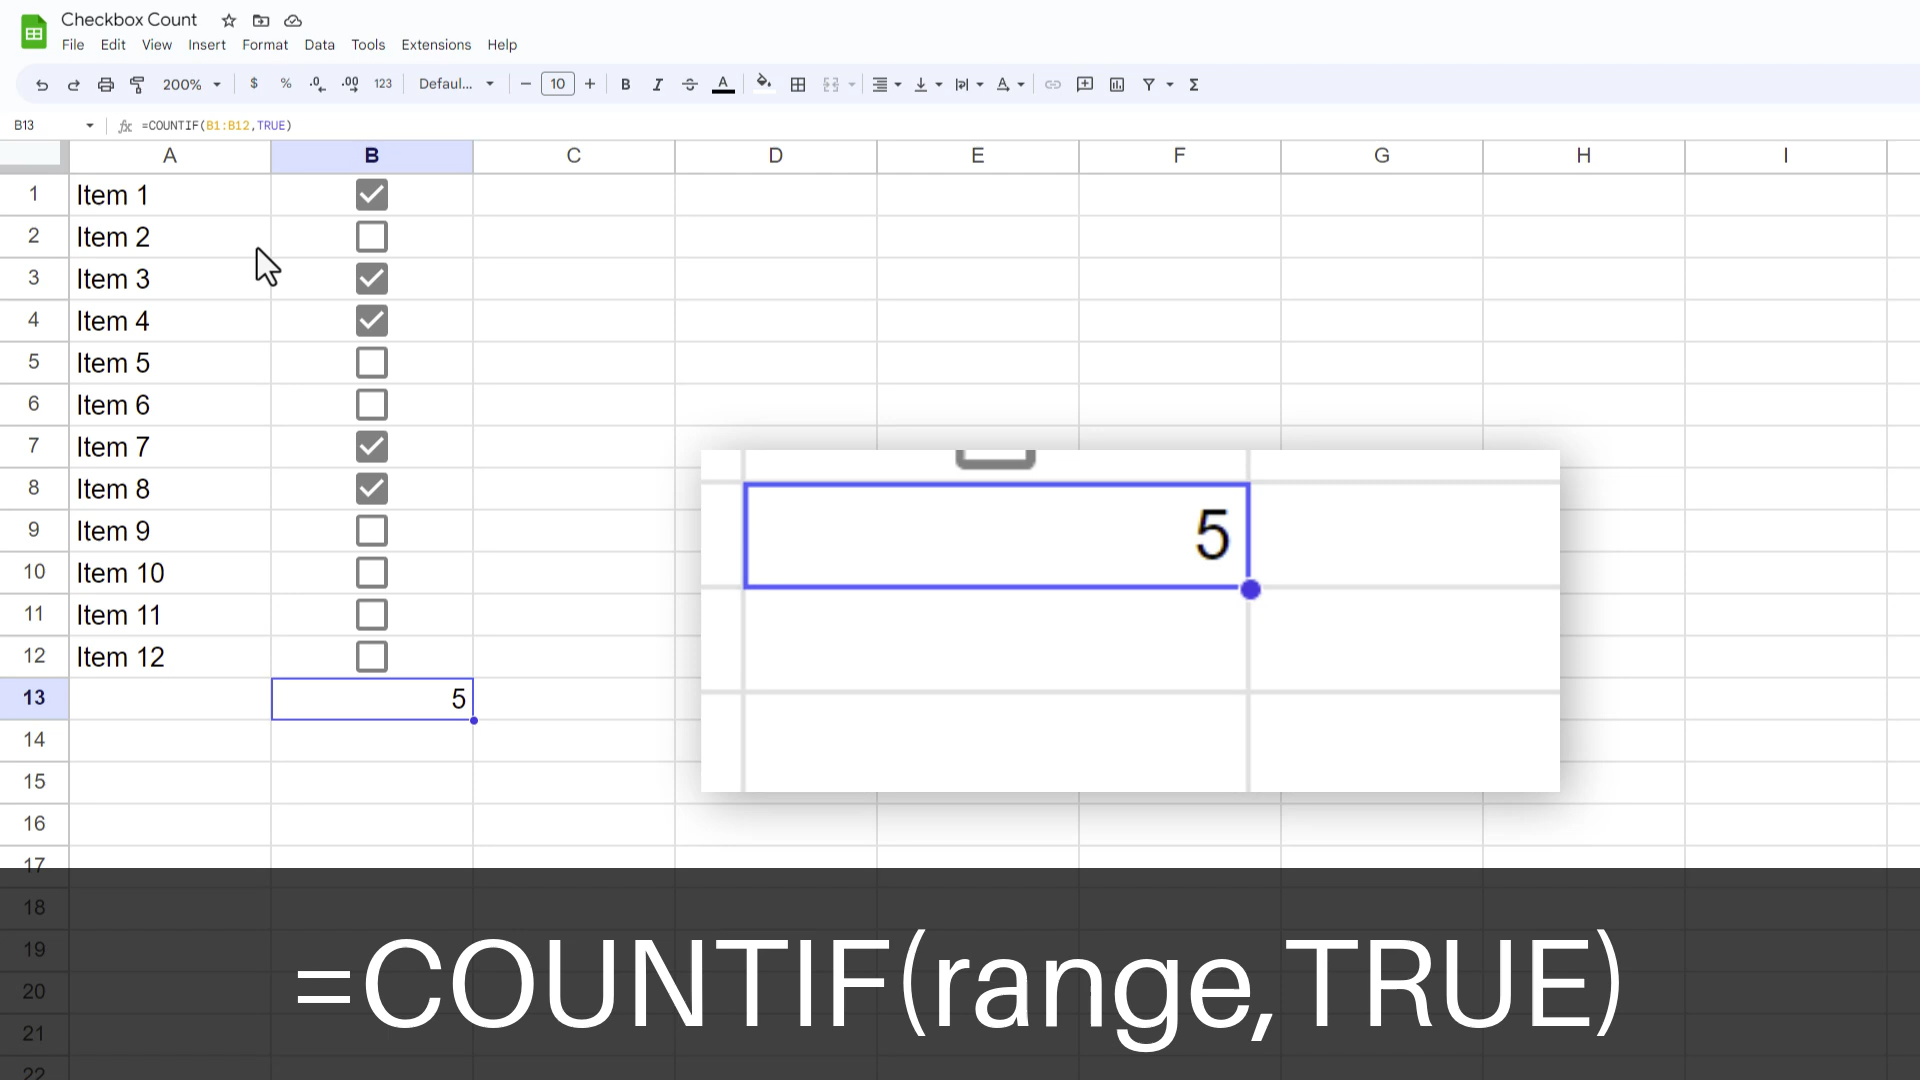 Checkbox Count
File Edit View Insert Format Data Tools Extensions Help
200% $ % .0 .00 123 Defaul... 10 B I A A Σ
B13 fx =COUNTIF(B1:B12,TRUE)
A B C D E F G H I
1 Item 1
2 Item 2
3 Item 3
4 Item 4
5 Item 5
6 Item 6
7 Item 7
8 Item 8
9 Item 9
10 Item 10
11 Item 11
12 Item 12
13 5
5
14
15
16
17
18
19
20
21
22
=COUNTIF(range,TRUE)